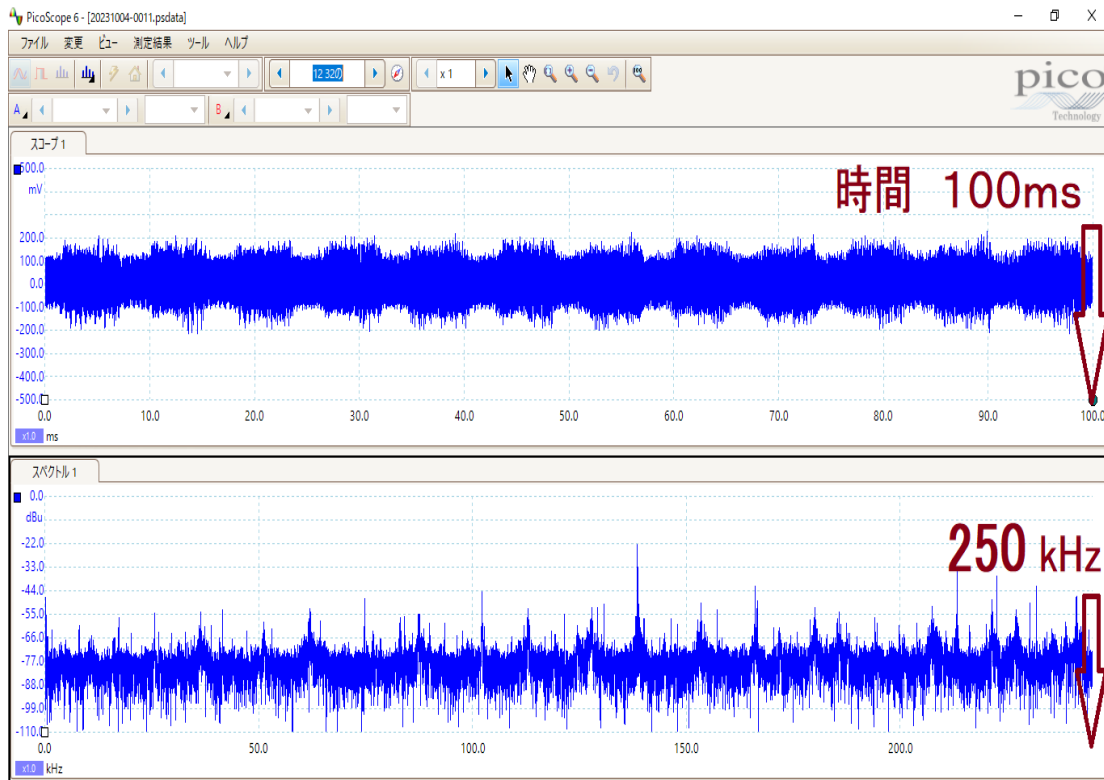 PicoScope 6 - [20231004-0011.psdata]
ファイル 変更 ビュー 測定結果 ツール ヘルプ
12 32の x 1
pico
Technology
A B
スコープ 1
500.0
mV
時間 100ms
200.0
100.0
0.0
-100.0
-200.0
-300.0
-400.0
-500.0
0.0 10.0 20.0 30.0 40.0 50.0 60.0 70.0 80.0 90.0 100.0
x1.0 ms
スペクトル 1
0.0
dBu
-22.0
250 kHz
-33.0
-44.0
-55.0
-66.0
-77.0
-88.0
-99.0
-110.0
0.0 50.0 100.0 150.0 200.0
x1.0 kHz